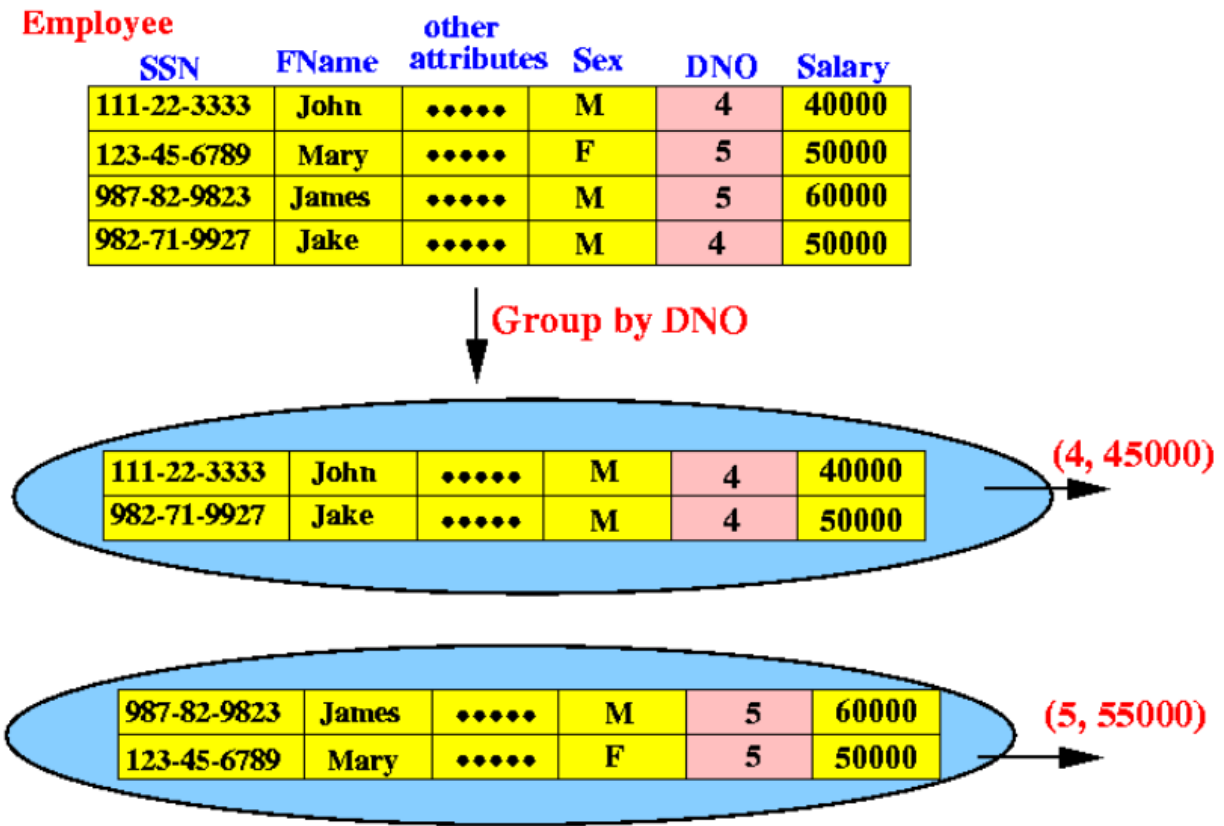 Employee
other
attributes
SSN FName Sex DNO Salary
111-22-3333 John ••••• M 4 40000
123-45-6789 Mary ••••• F 5 50000
987-82-9823 James ••••• M 5 60000
982-71-9927 Jake ••••• M 4 50000
Group by DNO
111-22-3333 John ••••• M 4 40000
982-71-9927 Jake ••••• M 4 50000
(4, 45000)
987-82-9823 James ••••• M 5 60000
123-45-6789 Mary ••••• F 5 50000
(5, 55000)